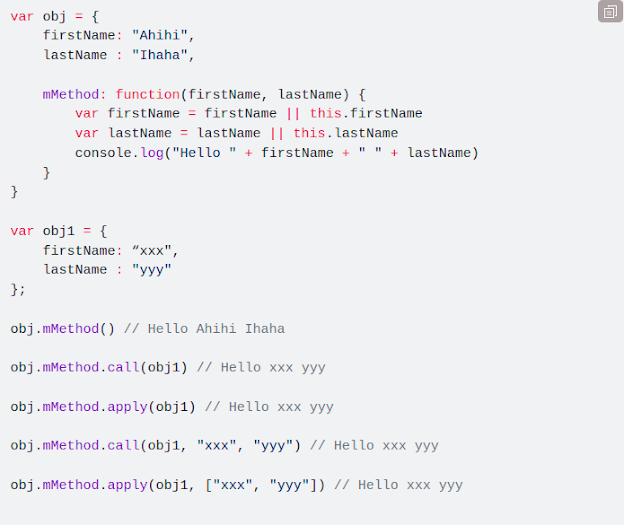 var obj = {
    firstName: "Ahihi",
    lastName : "Ihaha",
    mMethod: function(firstName, lastName) {
        var firstName = firstName || this.firstName
        var lastName = lastName || this.lastName
        console.log("Hello " + firstName + " " + lastName)
    }
}
var obj1 = {
    firstName: “xxx",
    lastName : "yyy"
};
obj.mMethod() // Hello Ahihi Ihaha
obj.mMethod.call(obj1) // Hello xxx yyy
obj.mMethod.apply(obj1) // Hello xxx yyy
obj.mMethod.call(obj1, "xxx", "yyy") // Hello xxx yyy
obj.mMethod.apply(obj1, ["xxx", "yyy"]) // Hello xxx yyy